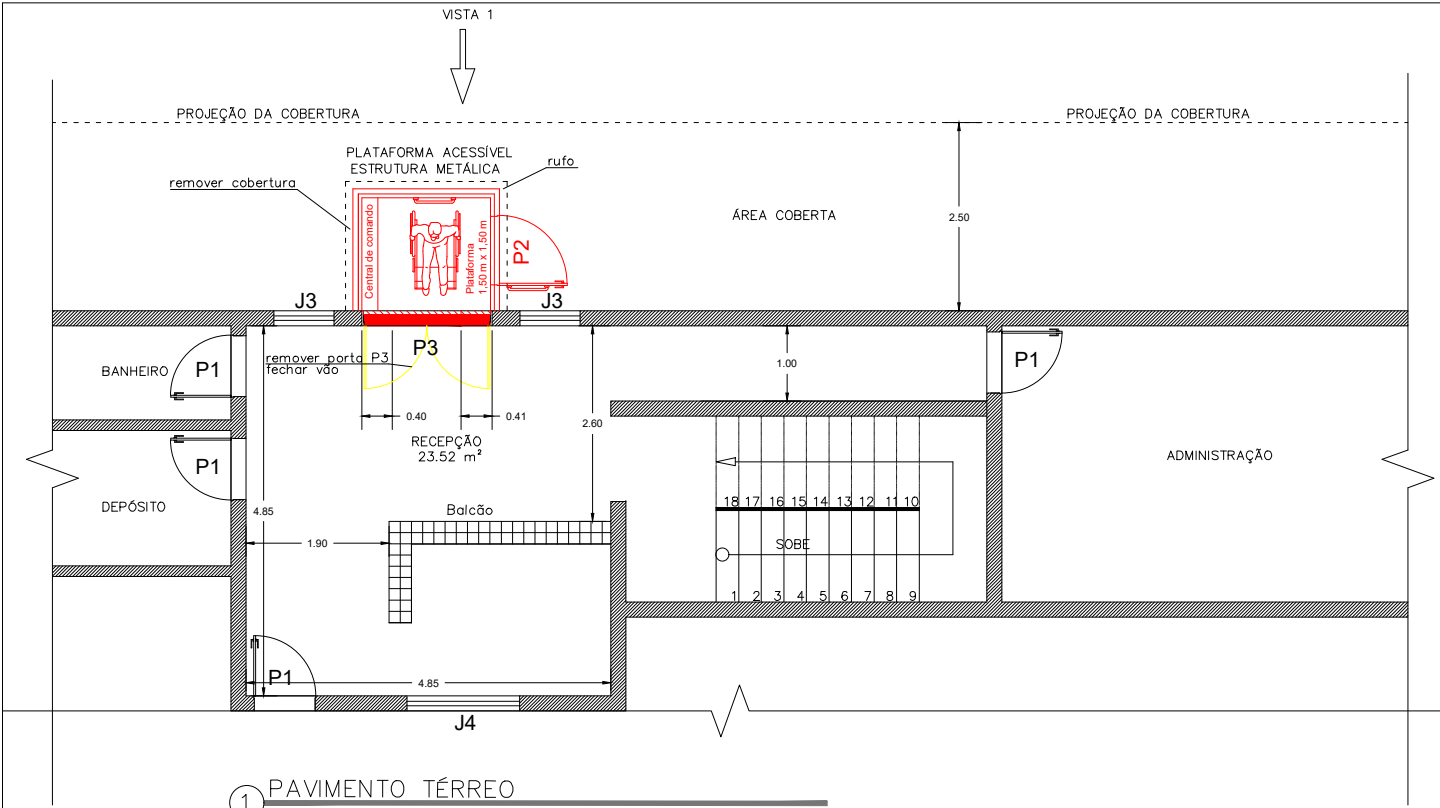 VISTA 1
PROJEÇÃO DA COBERTURA
PROJEÇÃO DA COBERTURA
PLATAFORMA ACESSÍVEL
ESTRUTURA METÁLICA
rufo
remover cobertura
ÁREA COBERTA
2.50
Central de comando
Plataforma
1,50 m x 1,50 m
P2
J3
J3
P3
remover porta P3
fechar vão
BANHEIRO
P1
1.00
P1
0.40
0.41
2.60
RECEPÇÃO
23.52 m²
ADMINISTRAÇÃO
P1
DEPÓSITO
4.85
Balcão
1.90
18 17 16 15 14 13 12 11 10
SOBE
1 2 3 4 5 6 7 8 9
P1
4.85
J4
1 PAVIMENTO TÉRREO